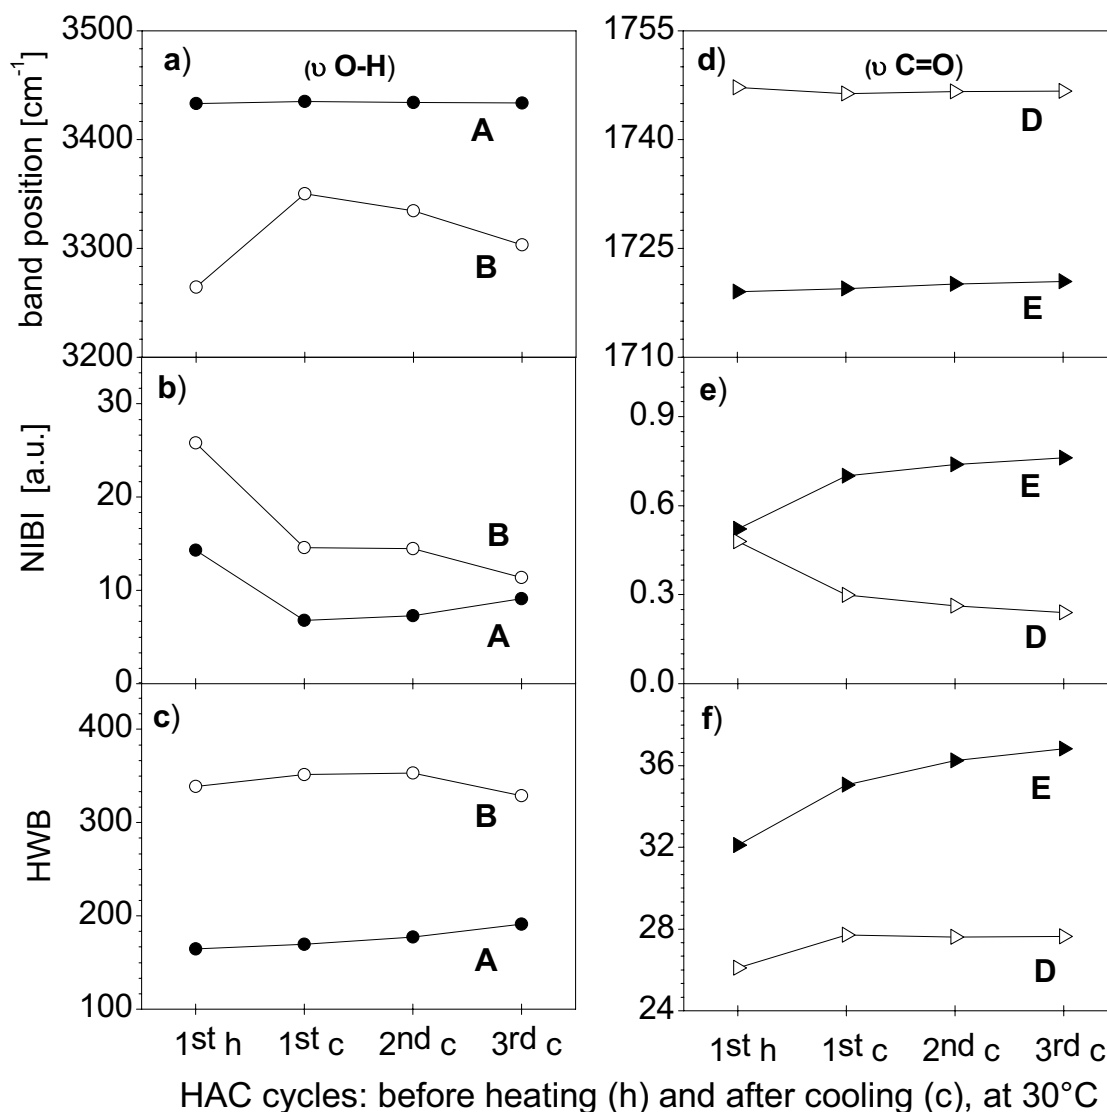 a)
(υ O-H)
3500
3400
3300
3200
band position [cm⁻¹]
A
B
d)
(υ C=O)
1755
1740
1725
1710
D
E
b)
30
20
10
0
NIBI [a.u.]
B
A
e)
0.9
0.6
0.3
0.0
E
D
c)
400
300
200
100
HWB
B
A
f)
36
32
28
24
E
D
1st h 1st c 2nd c 3rd c
1st h 1st c 2nd c 3rd c
HAC cycles: before heating (h) and after cooling (c), at 30°C